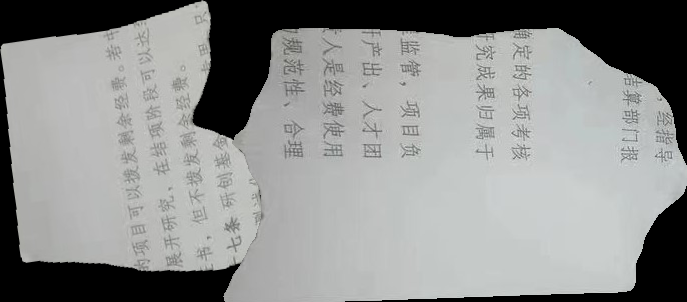 的项目可以拨发剩余经费。若中
展开研究、在结项阶段可以达到
书，但不拨发剩余经费。
七条 研创基金
经指导
结算部门报
确定的各项考核
研究成果归属于
监管，项目负
产出、人才团
人是经费使用
规范性、合理